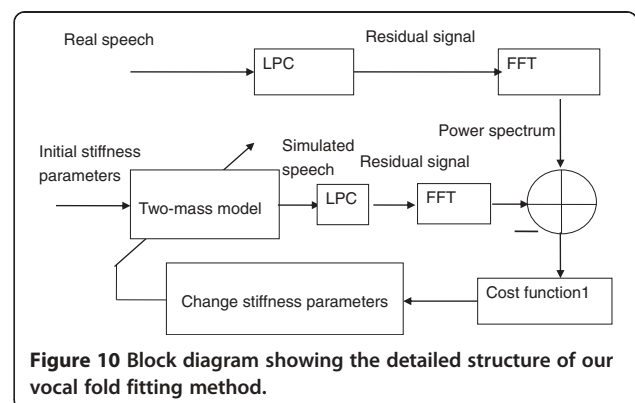 Real speech
Residual signal
LPC
FFT
Power spectrum
Initial stiffness
parameters
Simulated
speech
Residual signal
Two-mass model
LPC
FFT
Change stiffness parameters
Cost function1
Figure 10 Block diagram showing the detailed structure of our
vocal fold fitting method.